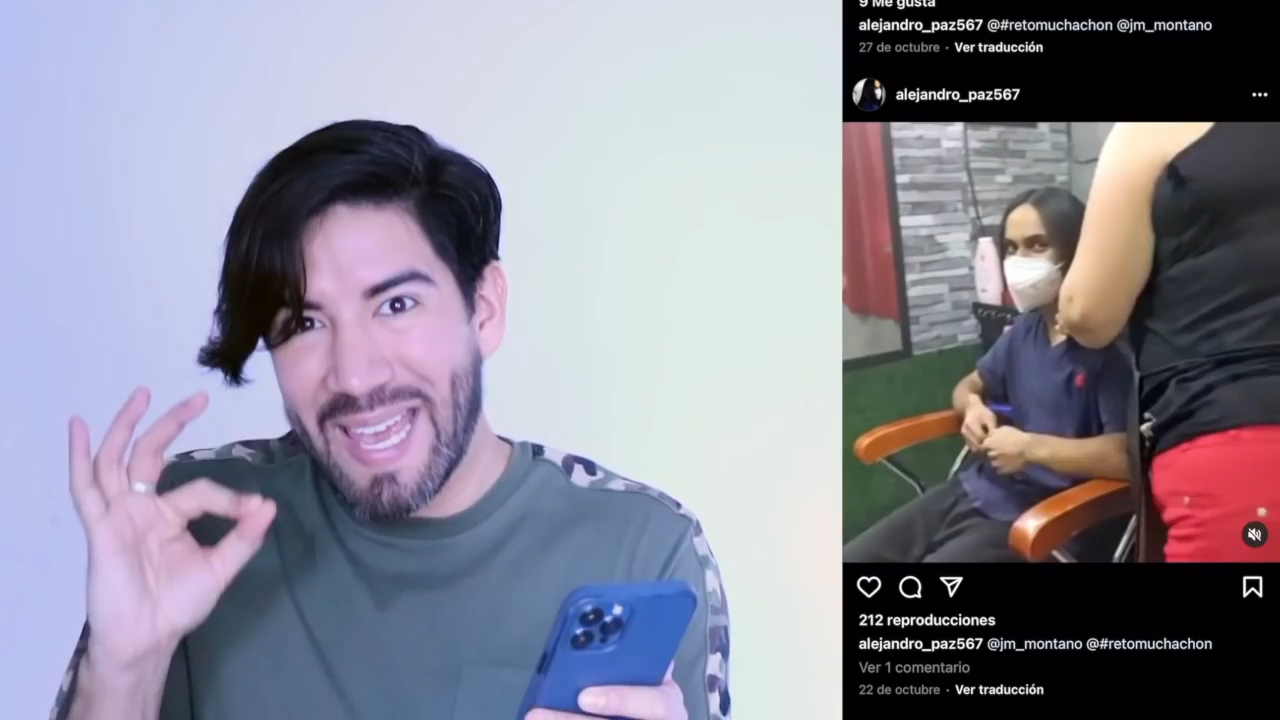 9 Me gusta
alejandro_paz567 @#retomuchachon @jm_montano
27 de octubre · Ver traducción
alejandro_paz567
212 reproducciones
alejandro_paz567 @jm_montano @#retomuchachon
Ver 1 comentario
22 de octubre · Ver traducción